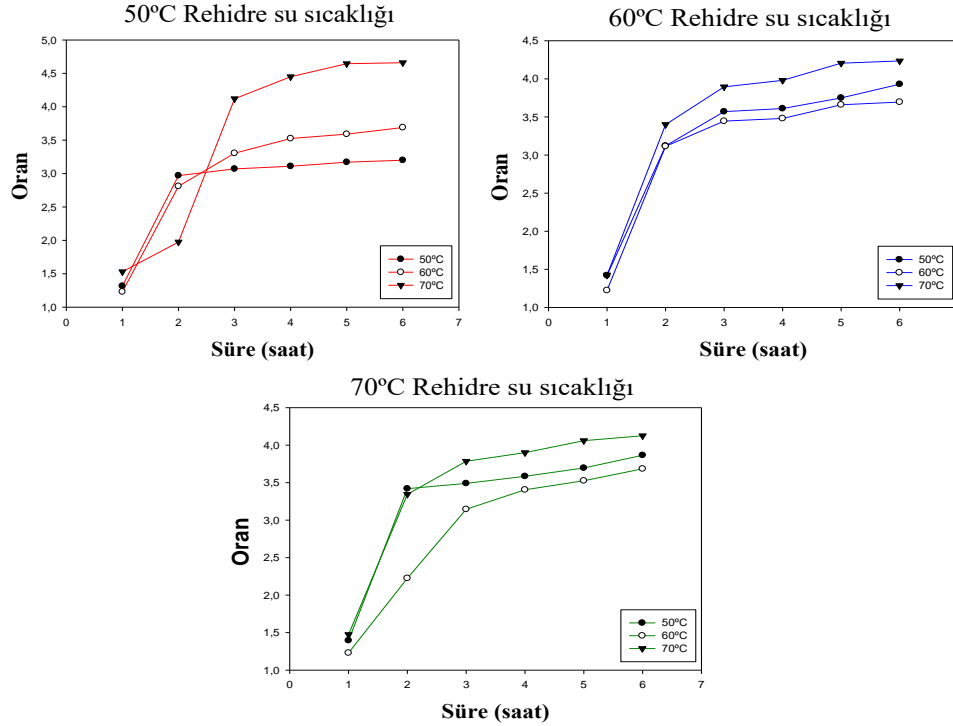 50ºC Rehidre su sıcaklığı
5,0
4,5
4,0
3,5
3,0
2,5
2,0
1,5
1,0
Oran
0 1 2 3 4 5 6 7
Süre (saat)
50ºC
60ºC
70ºC
60ºC Rehidre su sıcaklığı
4,5
4,0
3,5
3,0
2,5
2,0
1,5
1,0
Oran
0 1 2 3 4 5 6
Süre (saat)
50ºC
60ºC
70ºC
70ºC Rehidre su sıcaklığı
4,5
4,0
3,5
3,0
2,5
2,0
1,5
1,0
Oran
0 1 2 3 4 5 6 7
Süre (saat)
50ºC
60ºC
70ºC